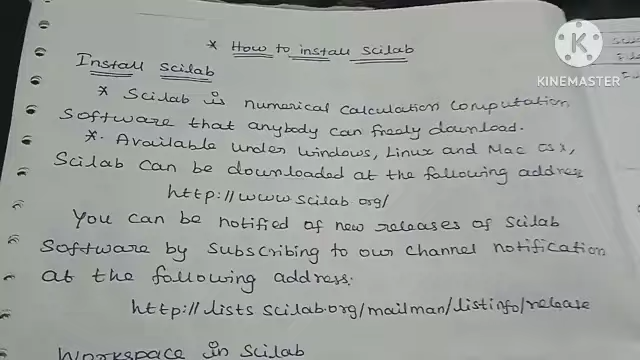 * How to install scilab
Install Scilab
* Scilab is numerical calculation computation
Software that anybody can freely download.
* Available under windows, Linux and Mac OSX,
Scilab can be downloaded at the following address
http://www.scilab.org/
You can be notified of new releases of Scilab
Software by subscribing to our channel notification
at the following address:
http://lists.scilab.org/mailman/listinfo/release
Workspace in Scilab
K
KINEMASTER